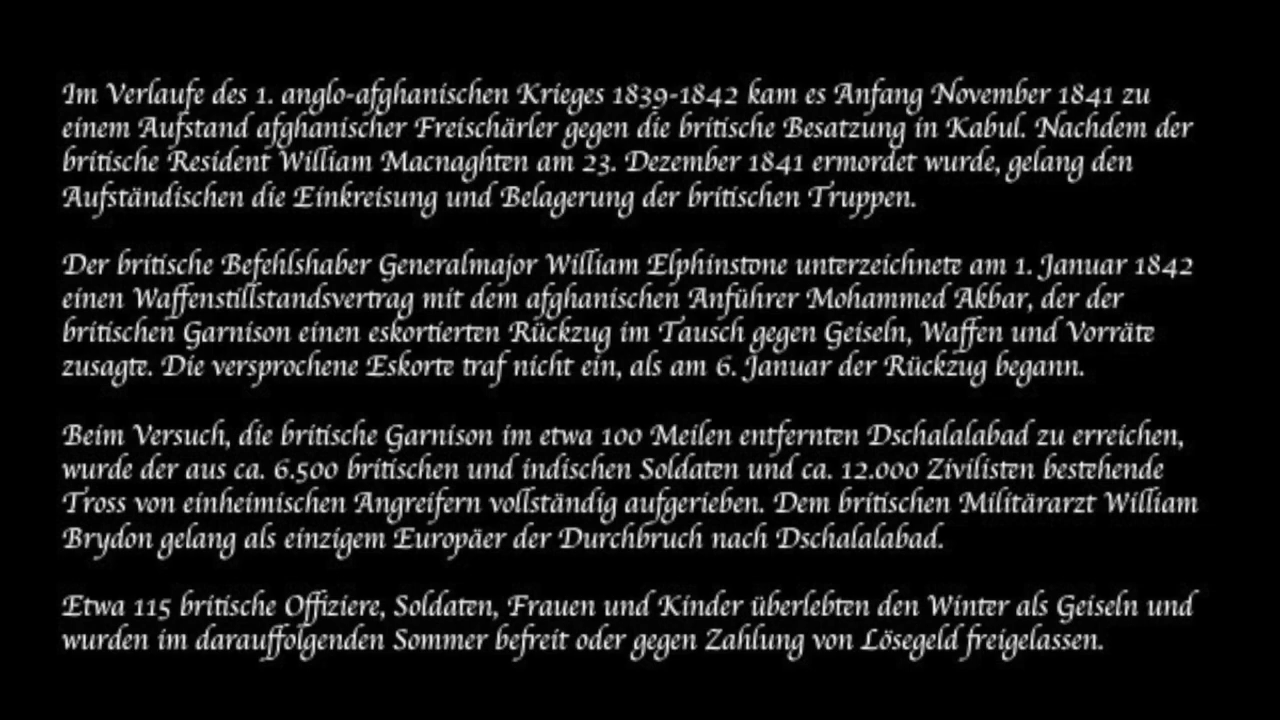 Im Verlaufe des 1. anglo-afghanischen Krieges 1839-1842 kam es Anfang November 1841 zu
einem Aufstand afghanischer Freischärler gegen die britische Besatzung in Kabul. Nachdem der
britische Resident William Macnaghten am 23. Dezember 1841 ermordet wurde, gelang den
Aufständischen die Einkreisung und Belagerung der britischen Truppen.
Der britische Befehlshaber Generalmajor William Elphinstone unterzeichnete am 1. Januar 1842
einen Waffenstillstandsvertrag mit dem afghanischen Anführer Mohammed Akbar, der der
britischen Garnison einen eskortierten Rückzug im Tausch gegen Geiseln, Waffen und Vorräte
zusagte. Die versprochene Eskorte traf nicht ein, als am 6. Januar der Rückzug begann.
Beim Versuch, die britische Garnison im etwa 100 Meilen entfernten Dschalalabad zu erreichen,
wurde der aus ca. 6.500 britischen und indischen Soldaten und ca. 12.000 Zivilisten bestehende
Tross von einheimischen Angreifern vollständig aufgerieben. Dem britischen Militärarzt William
Brydon gelang als einzigem Europäer der Durchbruch nach Dschalalabad.
Etwa 115 britische Offiziere, Soldaten, Frauen und Kinder überlebten den Winter als Geiseln und
wurden im darauffolgenden Sommer befreit oder gegen Zahlung von Lösegeld freigelassen.